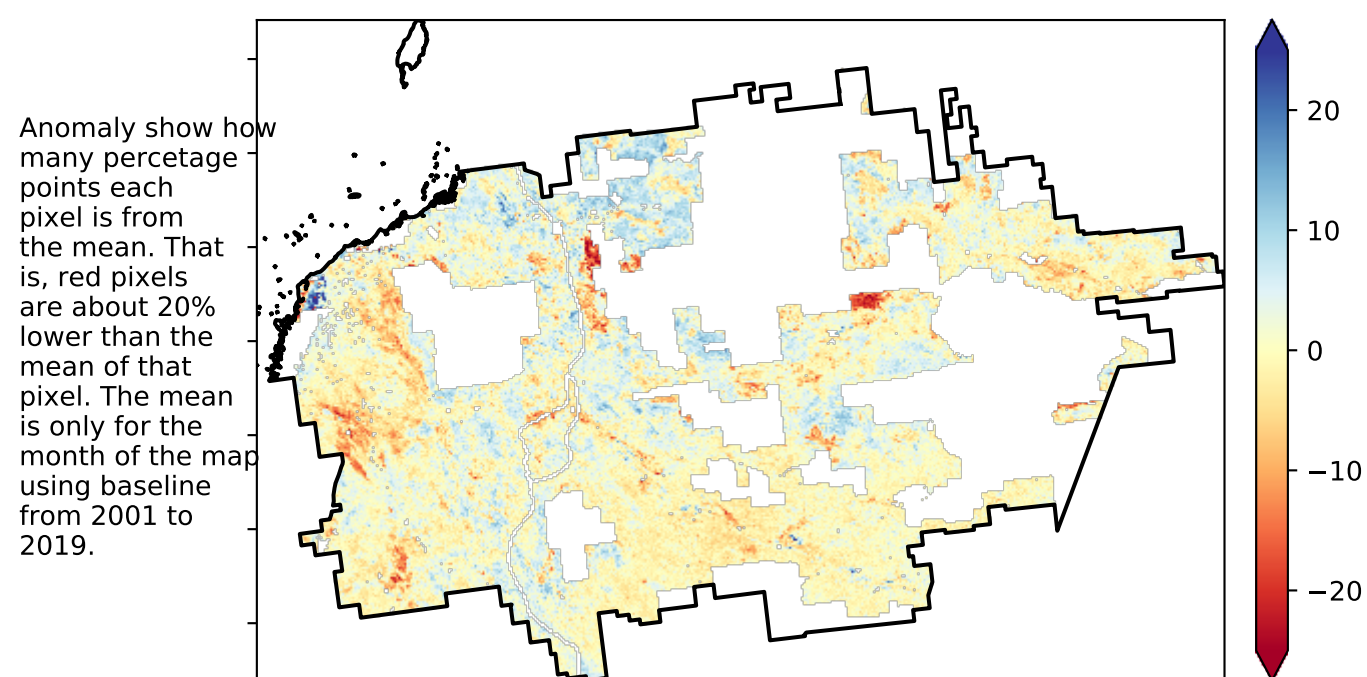 Anomaly show how
many percetage
points each
pixel is from
the mean. That
is, red pixels
are about 20%
lower than the
mean of that
pixel. The mean
is only for the
month of the map
using baseline
from 2001 to
2019.
20
10
0
−10
−20